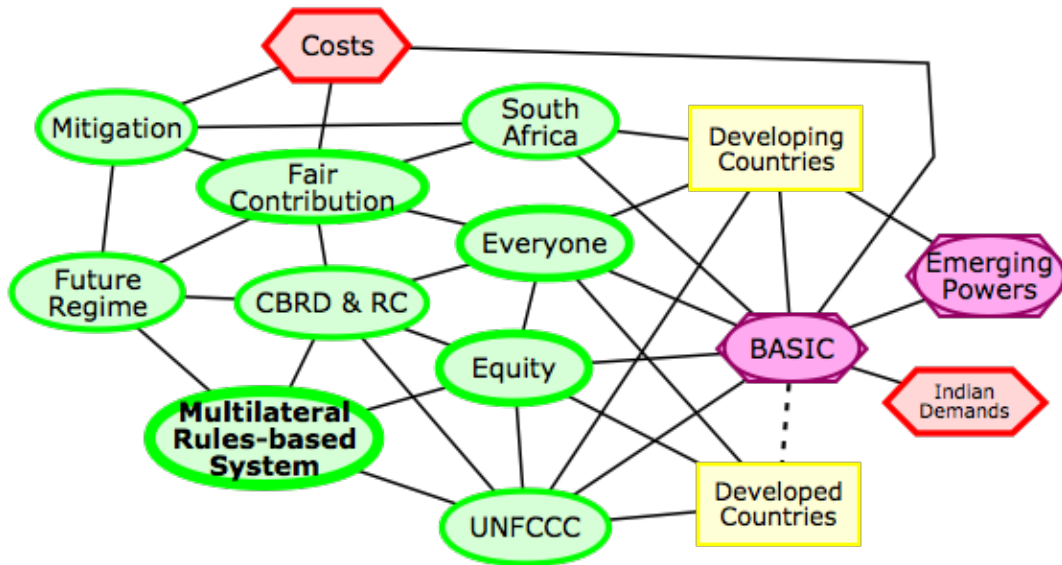 Costs
South
Africa
Mitigation
Developing
Countries
Fair
Contribution
Everyone
Emerging
Powers
Future
Regime
CBRD & RC
BASIC
Equity
Indian
Demands
Multilateral
Rules-based
System
Developed
Countries
UNFCCC